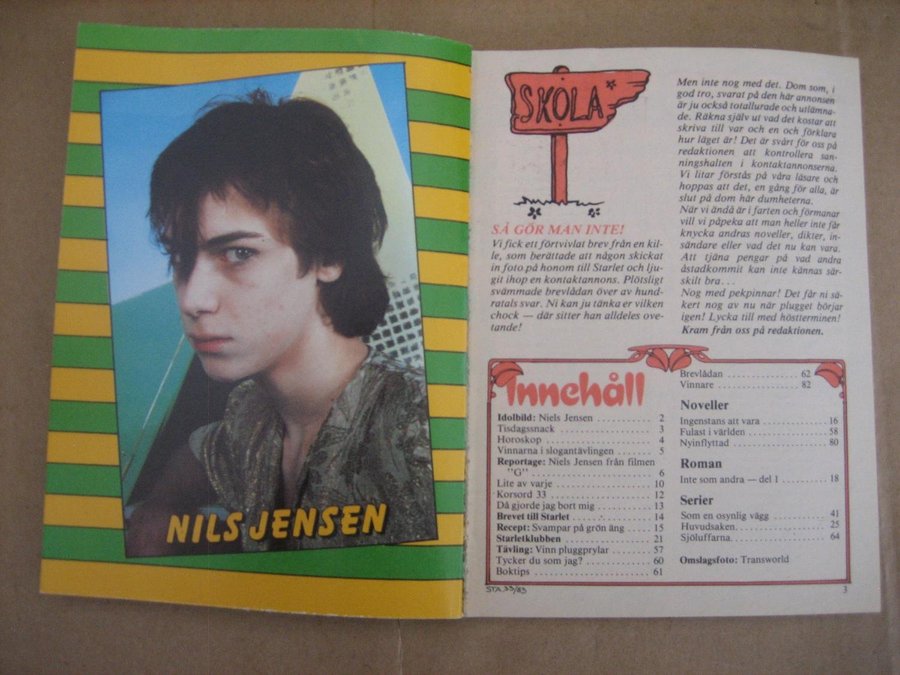 NILS JENSEN
SKOLA
SÅ GÖR MAN INTE!
Vi fick ett förtvivlat brev från en kil-
le, som berättade att någon skickat
in foto på honom till Starlet och lju-
git ihop en kontaktannons. Plötsligt
svämmade brevlådan över av hund-
ratals svar. Ni kan ju tänka er vilken
chock — där sitter han alldeles ove-
tande!
Men inte nog med det. Dom som, i
god tro, svarat på den här annonsen
är ju också totallurade och utlämna-
de. Räkna själv ut vad det kostar att
skriva till var och en och förklara
hur läget är! Det är svårt för oss på
redaktionen att kontrollera san-
ningshalten i kontaktannonserna.
Vi litar förstås på våra läsare och
hoppas att det, en gång för alla, är
slut på dom här dumheterna.
När vi ändå är i farten och förmanar
vill vi påpeka att man heller inte får
knycka andras noveller, dikter, in-
sändare eller vad det nu kan vara.
Att tjäna pengar på vad andra
åstadkommit kan inte kännas sär-
skilt bra . . .
Nog med pekpinnar! Det får ni sä-
kert nog av nu när plugget börjar
igen! Lycka till med höstterminen!
Kram från oss på redaktionen.
Innehåll
Idolbild: Niels Jensen . . . . . . . . . . 2
Tisdagssnack . . . . . . . . . . 3
Horoskop . . . . . . . . . . 4
Vinnarna i slogantävlingen . . . . . 5
Reportage: Niels Jensen från filmen
"G" . . . . . . . . . . 6
Lite av varje . . . . . . . . . . 10
Korsord 33 . . . . . . . . . . 12
Då gjorde jag bort mig . . . . . . . . . . 13
Brevet till Starlet . . . . . . . . . . 14
Recept: Svampar på grön äng . . . . . 15
Starletklubben . . . . . . . . . . 21
Tävling: Vinn pluggprylar . . . . . 57
Tycker du som jag? . . . . . . . . . . 60
Boktips . . . . . . . . . . 61
Brevlådan . . . . . . . . . . 62
Vinnare . . . . . . . . . . 82
Noveller
Ingenstans att vara . . . . . . . . . . 16
Fulast i världen . . . . . . . . . . 58
Nyinflyttad . . . . . . . . . . 80
Roman
Inte som andra — del 1 . . . . . . . . . . 18
Serier
Som en osynlig vägg . . . . . . . . . . 41
Huvudsaken. . . . . . . . . . . 25
Sjöluffarna. . . . . . . . . . . 64
Omslagsfoto: Transworld
STA.33/83
3